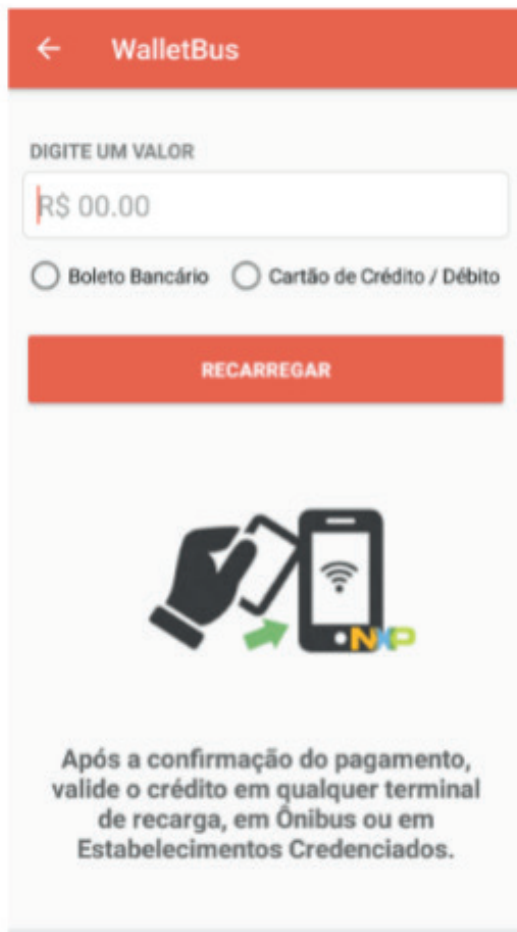 WalletBus
DIGITE UM VALOR
R$ 00.00
Boleto Bancário
Cartão de Crédito / Débito
RECARREGAR
NXP
Após a confirmação do pagamento,
valide o crédito em qualquer terminal
de recarga, em Ônibus ou em
Estabelecimentos Credenciados.